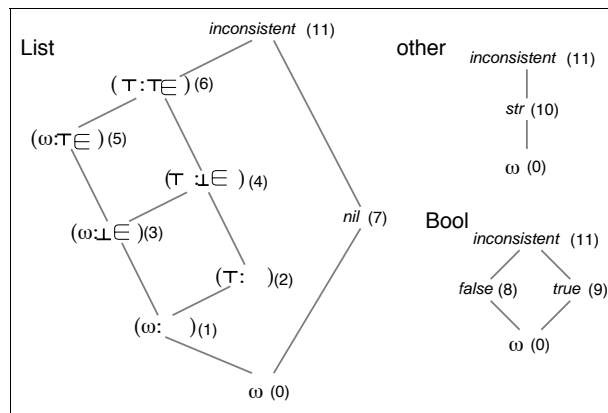 List
inconsistent (11)
(⊤:⊤∈) (6)
(ω:⊤∈) (5)
(⊤:⊥∈) (4)
(ω:⊥∈) (3)
nil (7)
(⊤: ) (2)
(ω: ) (1)
ω (0)
other
inconsistent (11)
str (10)
ω (0)
Bool
inconsistent (11)
false (8) true (9)
ω (0)